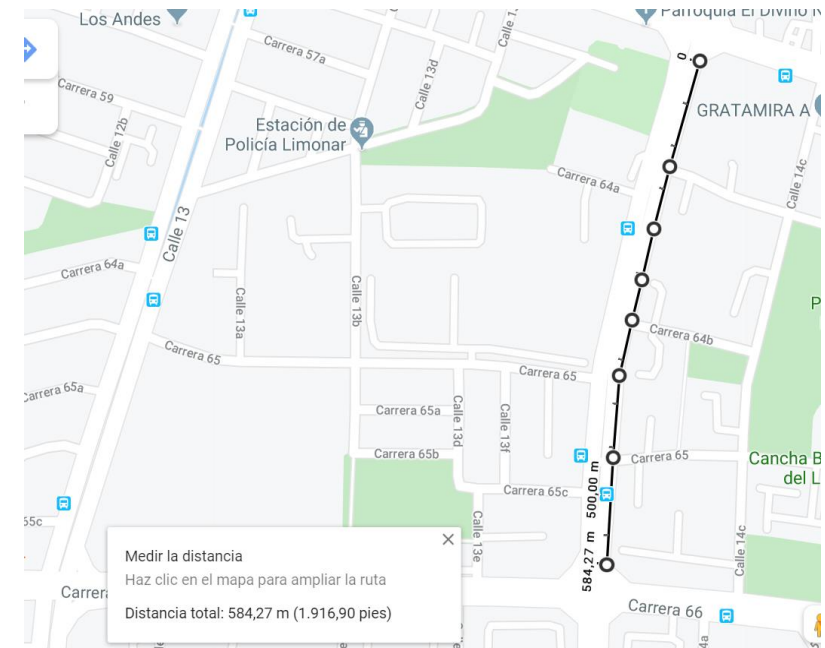 Los Andes
Parroquia El Divino
Carrera 57a
Calle 13d
0
Carrera 59
GRATAMIRA A
Calle 12b
Estación de
Policía Limonar
Carrera 64a
Calle 14c
Calle 13
Carrera 64a
Calle 13a
Calle 13b
Carrera 64b
Carrera 65
Carrera 65
Carrera 65a
Carrera 65a
Calle 13d
Calle 13f
Carrera 65b
Carrera 65
Cancha B
del L
500,00 m
Carrera 65c
65c
Calle 13e
Calle 14c
584,27 m
Medir la distancia
Haz clic en el mapa para ampliar la ruta
Distancia total: 584,27 m (1.916,90 pies)
Carrera 66